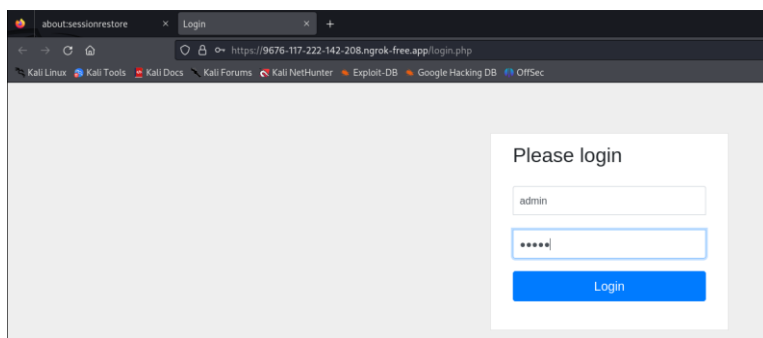 about:sessionrestore × Login × +
https://9676-117-222-142-208.ngrok-free.app/login.php
Kali Linux Kali Tools Kali Docs Kali Forums Kali NetHunter Exploit-DB Google Hacking DB OffSec
Please login
admin
•••••
Login